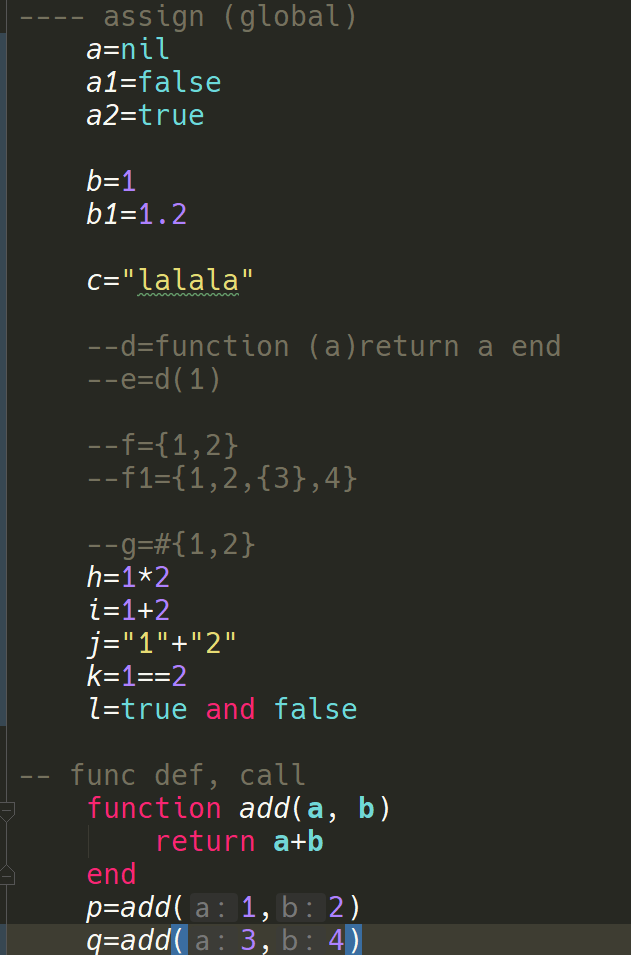 ---- assign (global)
a=nil
a1=false
a2=true
b=1
b1=1.2
c="lalala"
--d=function (a)return a end
--e=d(1)
--f={1,2}
--f1={1,2,{3},4}
--g=#{1,2}
h=1*2
i=1+2
j="1"+"2"
k=1==2
l=true and false
-- func def, call
function add(a, b)
return a+b
end
p=add( a: 1, b: 2)
q=add( a: 3, b: 4)